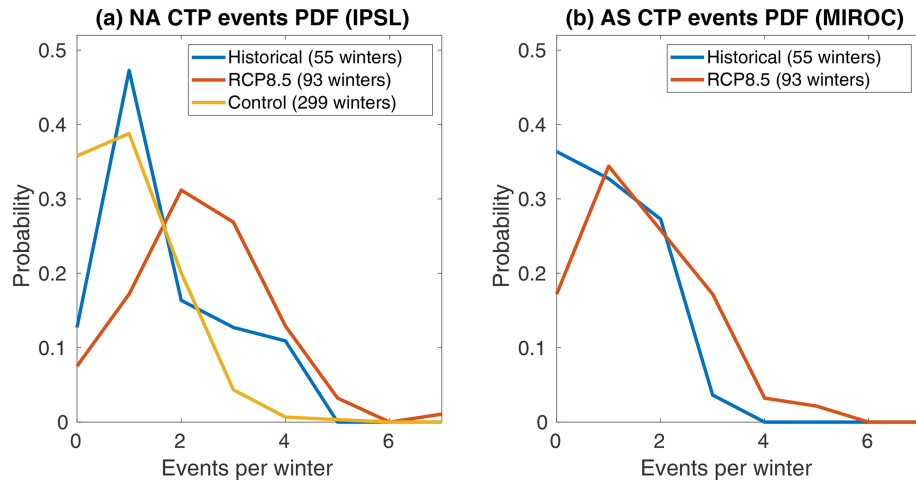 (a) NA CTP events PDF (IPSL)
0.5
0.4
0.3
0.2
0.1
0
Probability
Historical (55 winters)
RCP8.5 (93 winters)
Control (299 winters)
0 2 4 6
Events per winter
(b) AS CTP events PDF (MIROC)
0.5
0.4
0.3
0.2
0.1
0
Probability
Historical (55 winters)
RCP8.5 (93 winters)
0 2 4 6
Events per winter